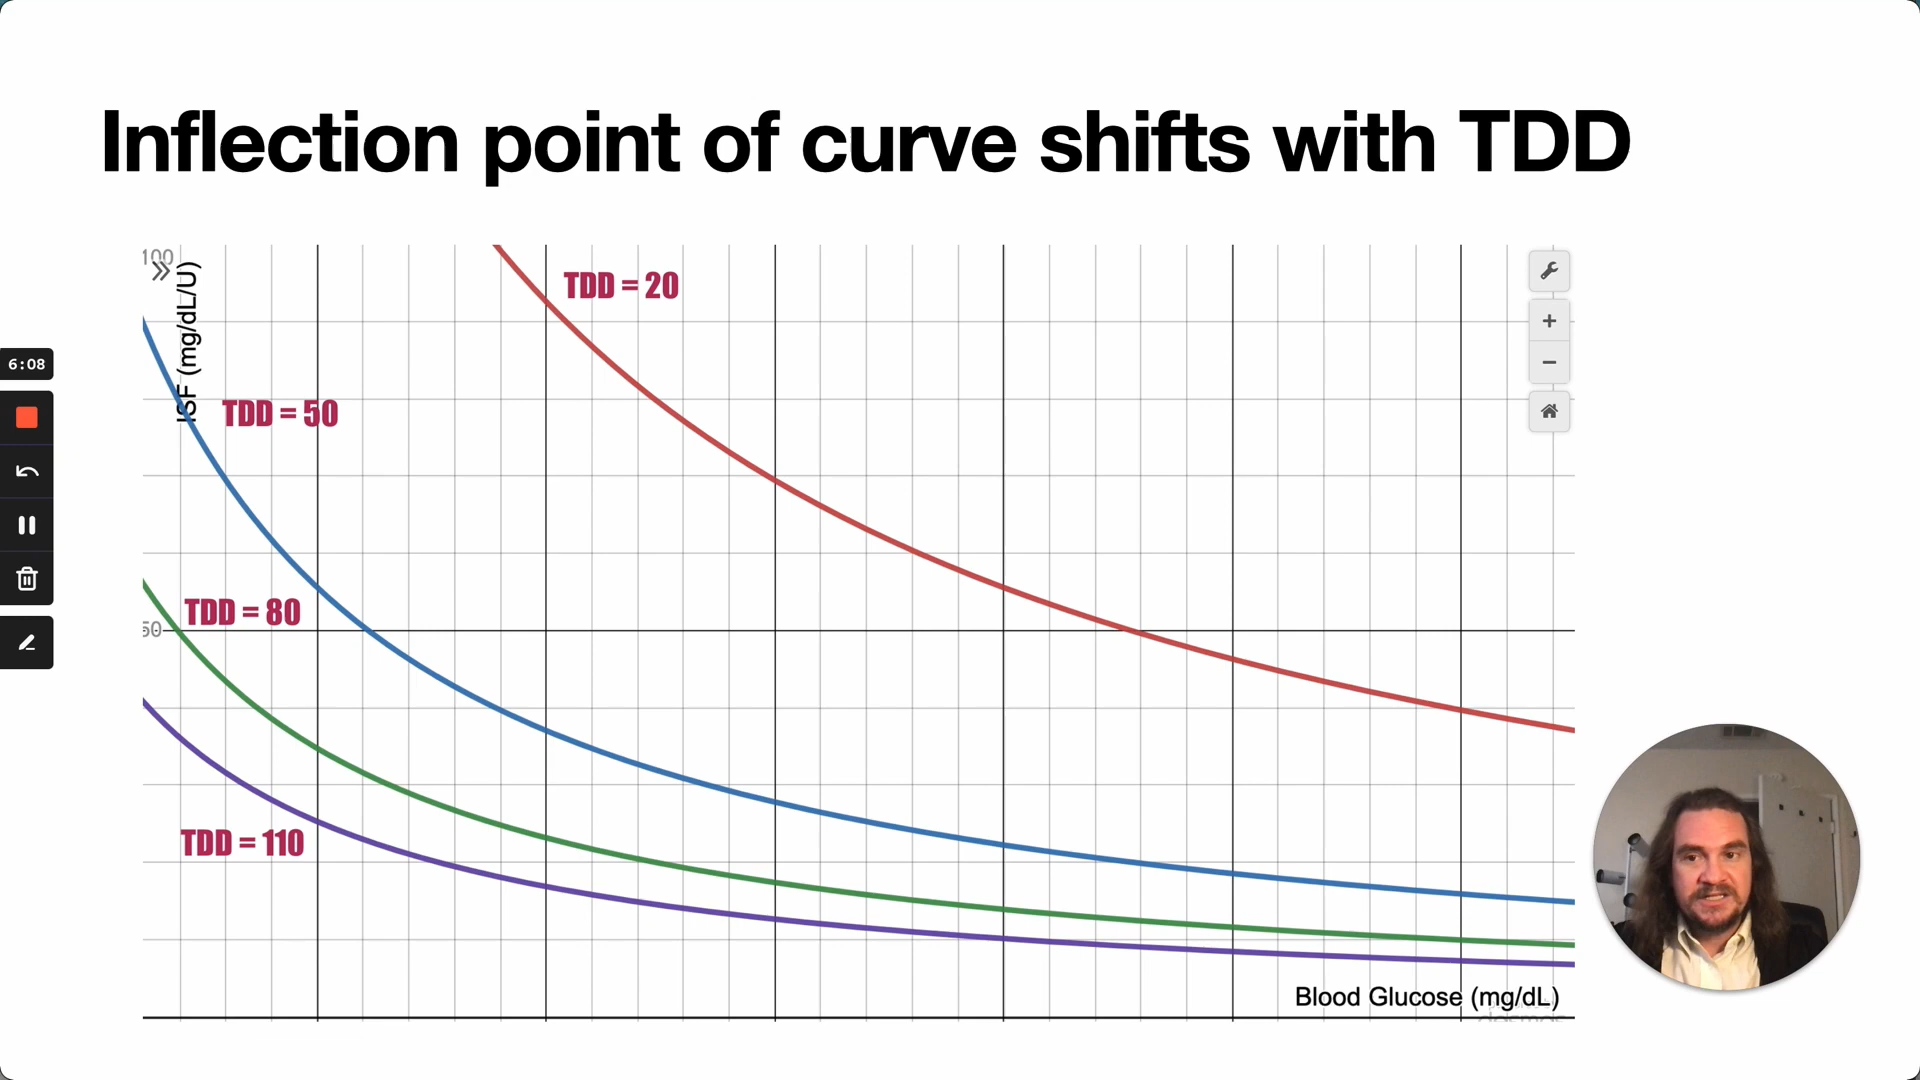 Inflection point of curve shifts with TDD
100
ISF (mg/dL/U)
TDD = 20
TDD = 50
6:08
TDD = 80
50
TDD = 110
Blood Glucose (mg/dL)
desmos